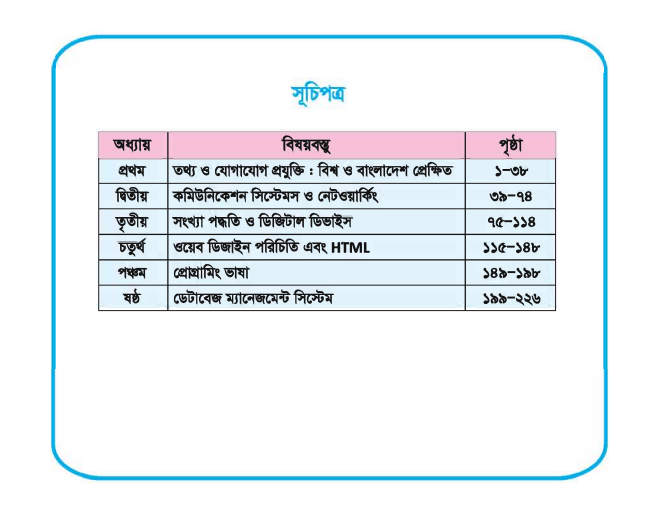 সূচিপত্র
অধ্যায় বিষয়বস্তু পৃষ্ঠা
প্রথম তথ্য ও যোগাযোগ প্রযুক্তি : বিশ্ব ও বাংলাদেশ প্রেক্ষিত ১–৩৮
দ্বিতীয় কমিউনিকেশন সিস্টেমস ও নেটওয়ার্কিং ৩৯–৭৪
তৃতীয় সংখ্যা পদ্ধতি ও ডিজিটাল ডিভাইস ৭৫–১১৪
চতুর্থ ওয়েব ডিজাইন পরিচিতি এবং HTML ১১৫–১৪৮
পঞ্চম প্রোগ্রামিং ভাষা ১৪৯–১৯৮
ষষ্ঠ ডেটাবেজ ম্যানেজমেন্ট সিস্টেম ১৯৯–২২৬